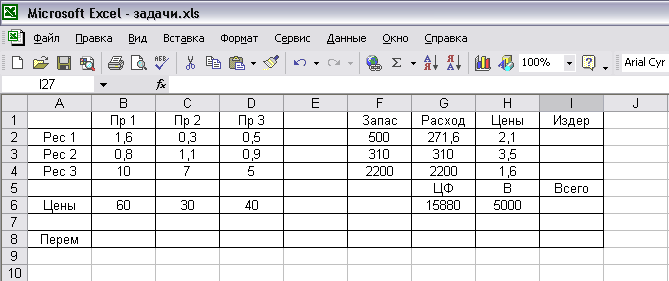 Microsoft Excel - задачи.xls
Файл Правка Вид Вставка Формат Сервис Данные Окно Справка
100% Arial Cyr
I27 fx
A B C D E F G H I J
1 Пр 1 Пр 2 Пр 3 Запас Расход Цены Издер
2 Рес 1 1,6 0,3 0,5 500 271,6 2,1
3 Рес 2 0,8 1,1 0,9 310 310 3,5
4 Рес 3 10 7 5 2200 2200 1,6
5 ЦФ В Всего
6 Цены 60 30 40 15880 5000
7
8 Перем
9
10